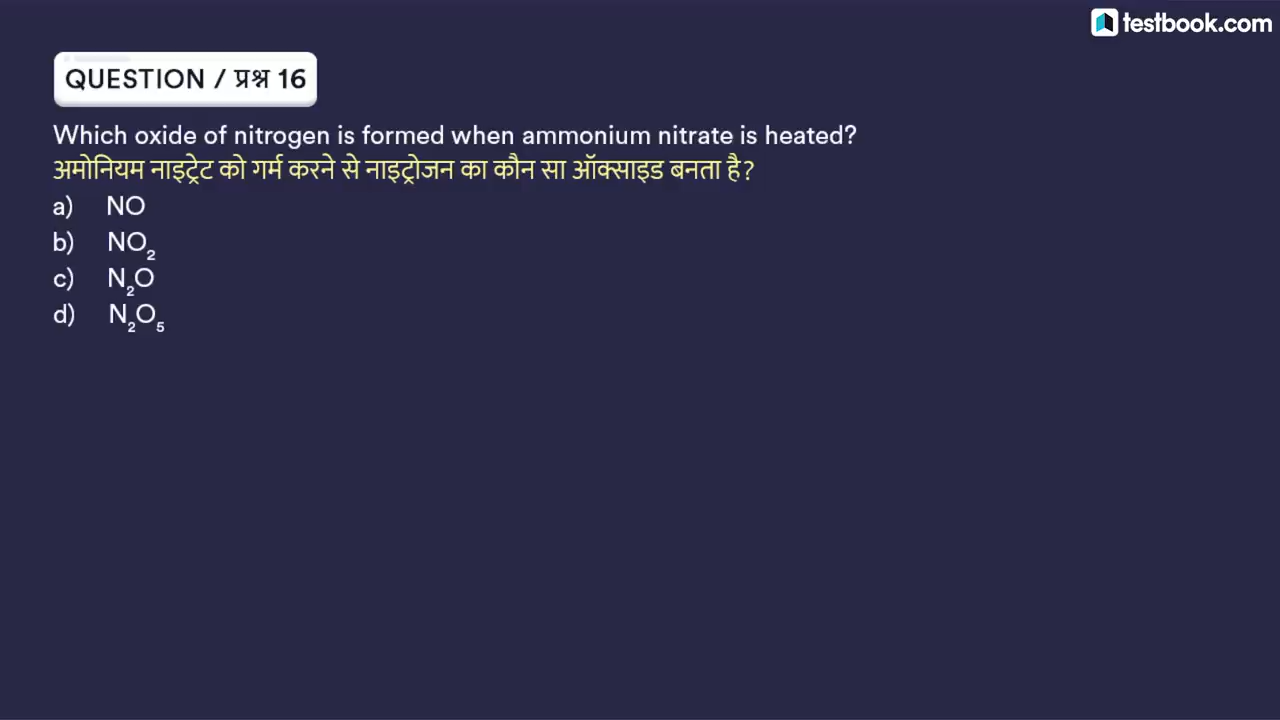 testbook.com
QUESTION / प्रश्न 16
Which oxide of nitrogen is formed when ammonium nitrate is heated?
अमोनियम नाइट्रेट को गर्म करने से नाइट्रोजन का कौन सा ऑक्साइड बनता है?
a) NO
b) NO₂
c) N₂O
d) N₂O₅